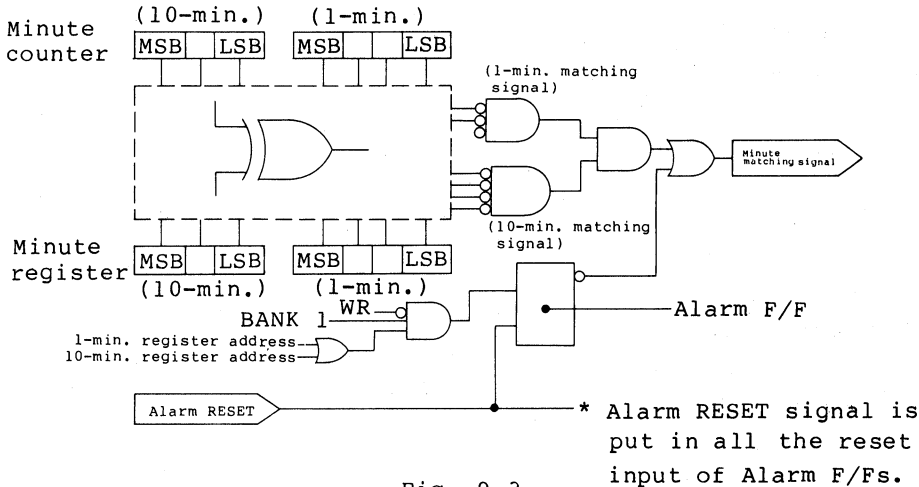 Minute
counter
(10-min.)
(1-min.)
MSB LSB
MSB LSB
(1-min. matching
signal)
Minute
matching signal
(10-min. matching
signal)
Minute
register
MSB LSB
MSB LSB
(10-min.)
(1-min.)
WR
BANK 1
1-min. register address
10-min. register address
Alarm F/F
Alarm RESET
* Alarm RESET signal is
put in all the reset
input of Alarm F/Fs.